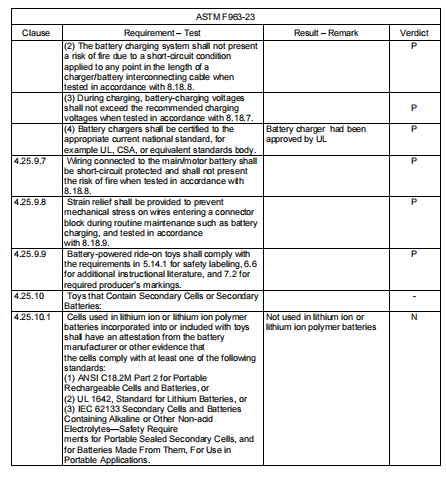 ASTM F963-23
Clause Requirement – Test Result – Remark Verdict
(2) The battery charging system shall not present P
a risk of fire due to a short-circuit condition
applied to any point in the length of a
charger/battery interconnecting cable when
tested in accordance with 8.18.8.
(3) During charging, battery-charging voltages
shall not exceed the recommended charging P
voltages when tested in accordance with 8.18.7.
(4) Battery chargers shall be certified to the Battery charger had been P
appropriate current national standard, for approved by UL
example UL, CSA, or equivalent standards body.
4.25.9.7 Wiring connected to the main/motor battery shall P
be short-circuit protected and shall not present
the risk of fire when tested in accordance with
8.18.8.
4.25.9.8 Strain relief shall be provided to prevent P
mechanical stress on wires entering a connector
block during routine maintenance such as battery
charging, and tested in accordance
with 8.18.9.
4.25.9.9 Battery-powered ride-on toys shall comply with P
the requirements in 5.14.1 for safety labeling, 6.6
for additional instructional literature, and 7.2 for
required producer's markings.
4.25.10 Toys that Contain Secondary Cells or Secondary -
Batteries:
4.25.10.1 Cells used in lithium ion or lithium ion polymer Not used in lithium ion or N
batteries incorporated into or included with toys lithium ion polymer batteries
shall have an attestation from the battery
manufacturer or other evidence that
the cells comply with at least one of the following
standards:
(1) ANSI C18.2M Part 2 for Portable
Rechargeable Cells and Batteries, or
(2) UL 1642, Standard for Lithium Batteries, or
(3) IEC 62133 Secondary Cells and Batteries
Containing Alkaline or Other Non-acid
Electrolytes—Safety Require
ments for Portable Sealed Secondary Cells, and
for Batteries Made From Them, For Use in
Portable Applications.